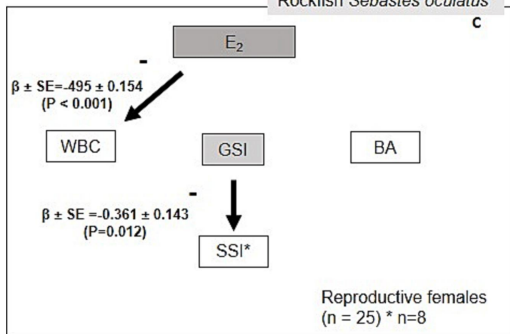 Rockfish Sebastes oculatus
C
E₂
-
β ± SE=-495 ± 0.154
(P < 0.001)
WBC
GSI
BA
-
β ± SE =-0.361 ± 0.143
(P=0.012)
SSI*
Reproductive females
(n = 25) * n=8